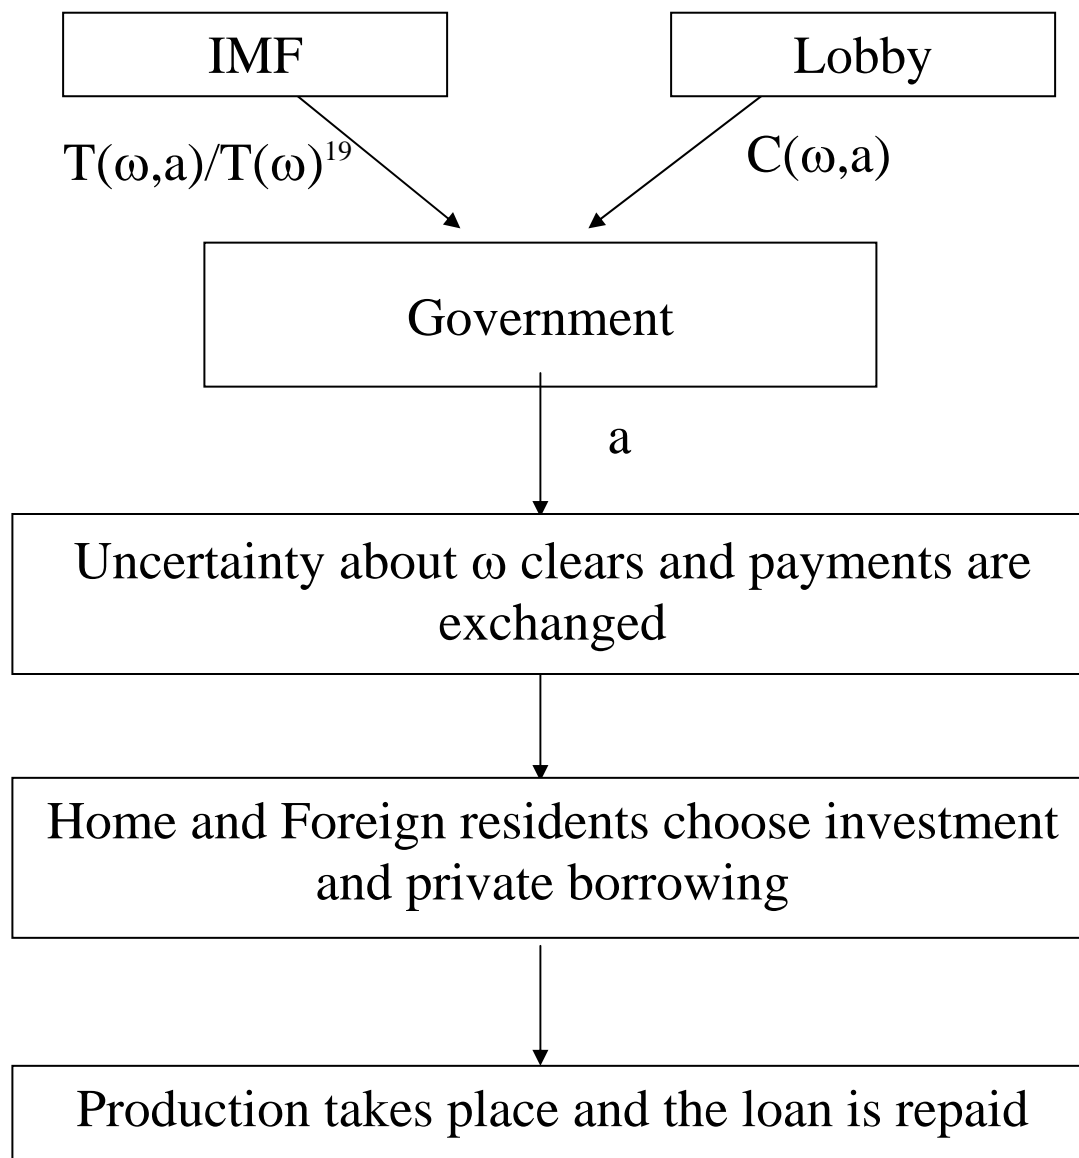 IMF
Lobby
T(ω,a)/T(ω)¹⁹
C(ω,a)
Government
a
Uncertainty about ω clears and payments are
exchanged
Home and Foreign residents choose investment
and private borrowing
Production takes place and the loan is repaid